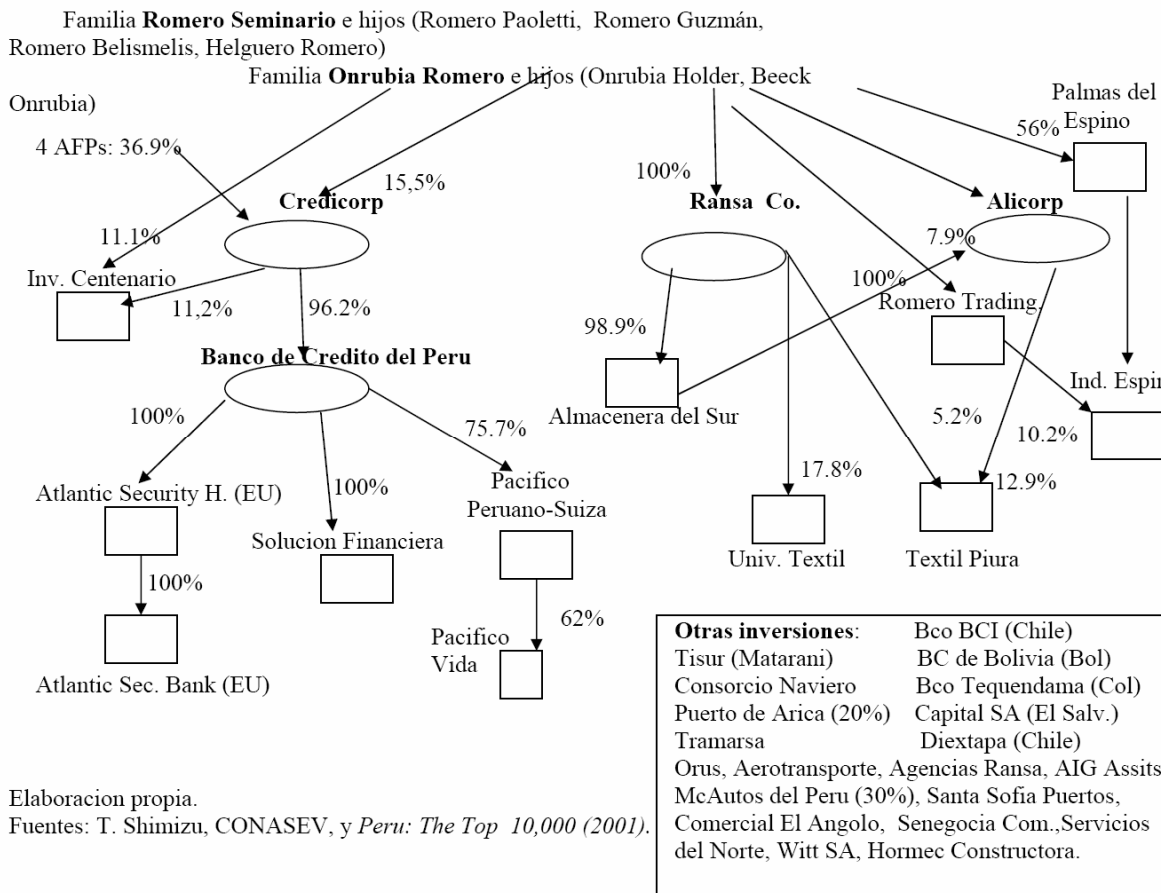 Familia Romero Seminario e hijos (Romero Paoletti, Romero Guzmán,
Romero Belismelis, Helguero Romero)
Familia Onrubia Romero e hijos (Onrubia Holder, Beeck
Onrubia)
Palmas del
Espino
56%
4 AFPs: 36.9%
15,5%
100%
Credicorp
Ransa Co.
Alicorp
11.1%
7.9%
Inv. Centenario
100%
11,2%
96.2%
Romero Trading.
98.9%
Banco de Credito del Peru
Ind. Espin
Almacenera del Sur
100%
75.7%
5.2%
10.2%
17.8%
12.9%
Atlantic Security H. (EU)
100%
Pacifico
Peruano-Suiza
Solucion Financiera
Univ. Textil
Textil Piura
100%
62%
Pacifico
Vida
Atlantic Sec. Bank (EU)
Otras inversiones: Bco BCI (Chile)
Tisur (Matarani) BC de Bolivia (Bol)
Consorcio Naviero Bco Tequendama (Col)
Puerto de Arica (20%) Capital SA (El Salv.)
Tramarsa Diextapa (Chile)
Orus, Aerotransporte, Agencias Ransa, AIG Assits
McAutos del Peru (30%), Santa Sofia Puertos,
Comercial El Angolo, Senegocia Com.,Servicios
del Norte, Witt SA, Hormec Constructora.
Elaboracion propia.
Fuentes: T. Shimizu, CONASEV, y Peru: The Top 10,000 (2001).